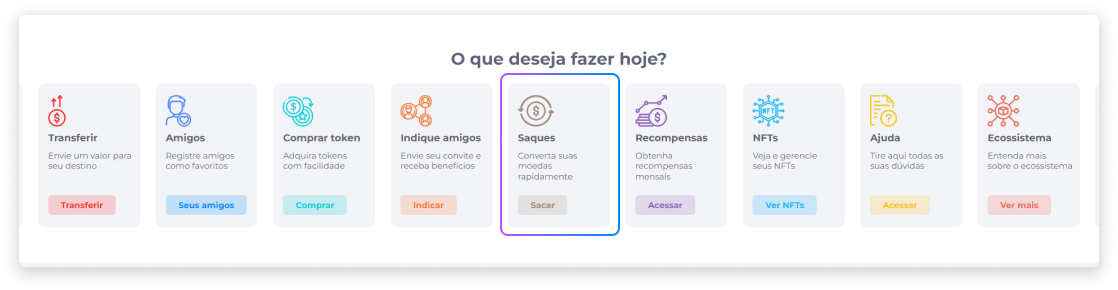 O que deseja fazer hoje?
Transferir
Envie um valor para
seu destino
Transferir
Amigos
Registre amigos
como favoritos
Seus amigos
Comprar token
Adquira tokens
com facilidade
Comprar
Indique amigos
Envie seu convite e
receba benefícios
Indicar
Saques
Converta suas
moedas
rapidamente
Sacar
Recompensas
Obtenha
recompensas
mensais
Acessar
NFT
NFTs
Veja e gerencie
seus NFTs
Ver NFTs
Ajuda
Tire aqui todas as
suas dúvidas
Acessar
Ecossistema
Entenda mais
sobre o ecossistema
Ver mais